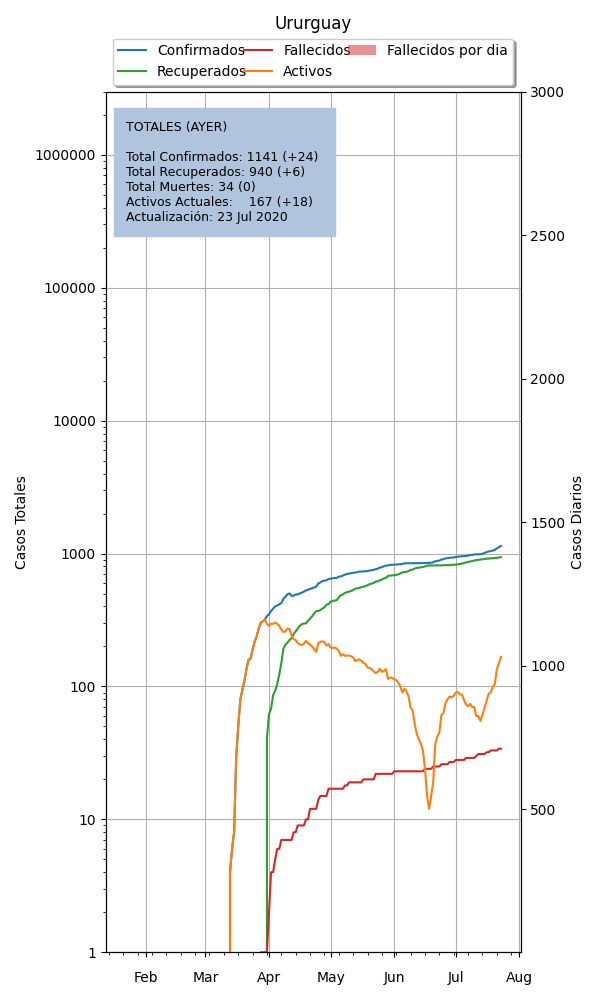 Ururguay
Confirmados
Recuperados
Fallecidos
Activos
Fallecidos por dia
TOTALES (AYER)
Total Confirmados: 1141 (+24)
Total Recuperados: 940 (+6)
Total Muertes: 34 (0)
Activos Actuales:    167 (+18)
Actualización: 23 Jul 2020
Casos Totales
1000000
100000
10000
1000
100
10
1
Feb
Mar
Apr
May
Jun
Jul
Aug
3000
2500
2000
1500
1000
500
Casos Diarios